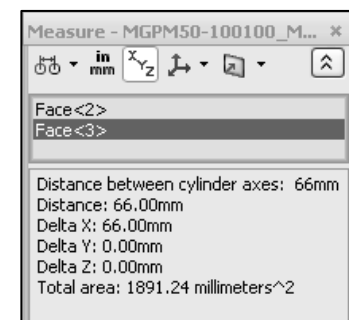 Measure - MGPM50-100100_M...
in
mm
XYZ
Face<2>
Face<3>
Distance between cylinder axes: 66mm
Distance: 66.00mm
Delta X: 66.00mm
Delta Y: 0.00mm
Delta Z: 0.00mm
Total area: 1891.24 millimeters^2